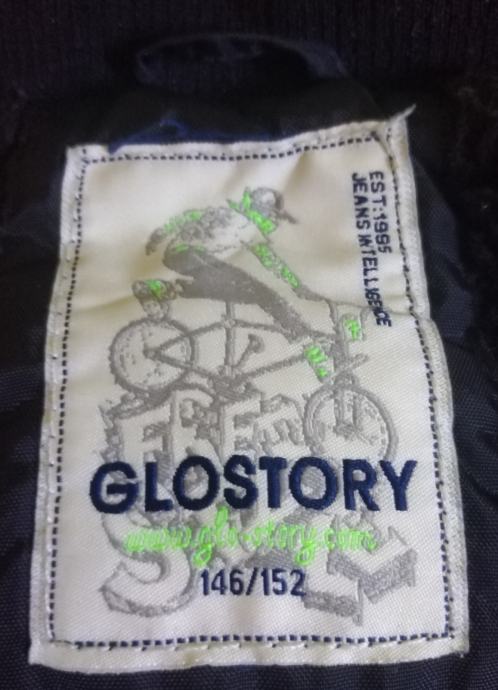 EST:1995
JEANS INTELLIGENCE
GLOSTORY
www.glo-story.com
146/152